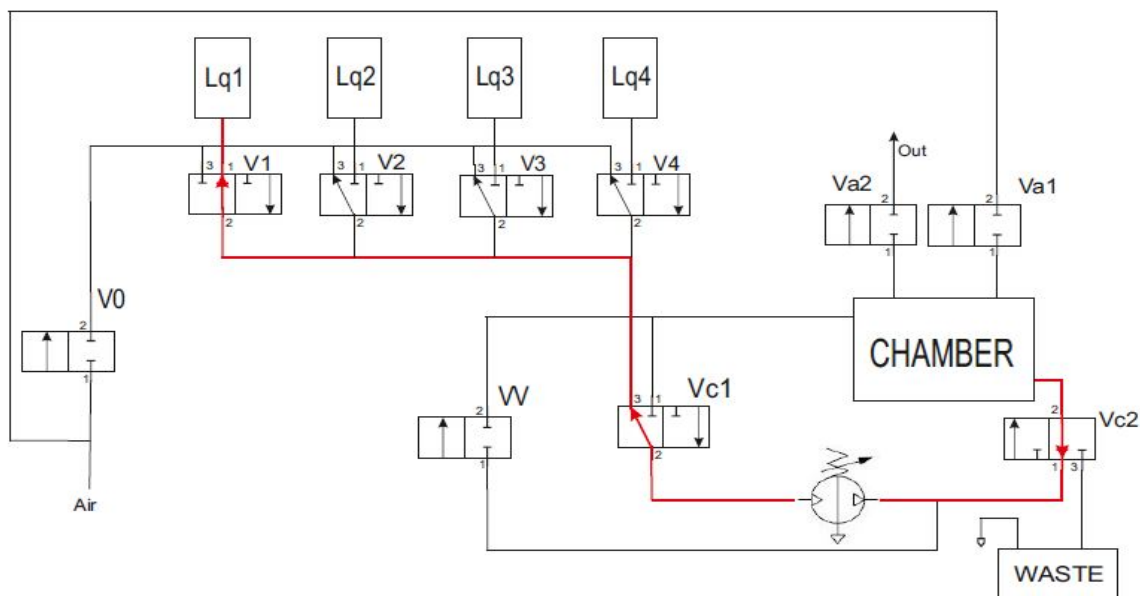 Lq1 Lq2 Lq3 Lq4
3 1 V1 3 1 V2 3 1 V3 3 1 V4
2 2 2 2
Out
Va2 Va1
2 2
1 1
V0
2
1
CHAMBER
VV
2
1
Vc1
3 1
2
2
Vc2
1 3
Air
WASTE